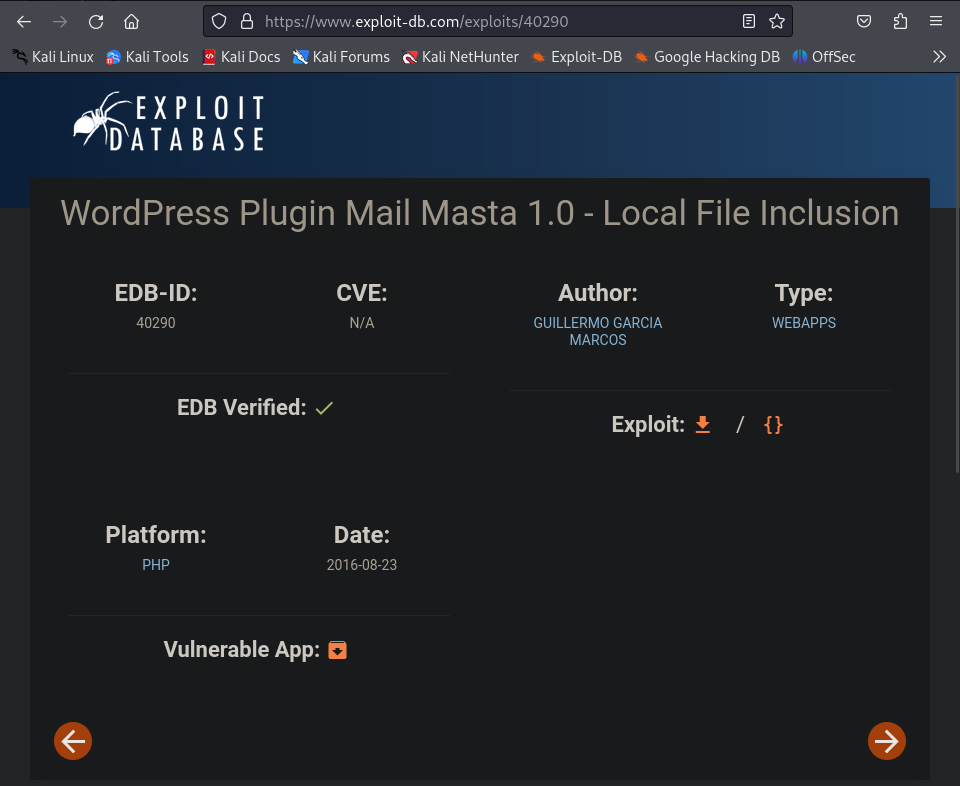 https://www.exploit-db.com/exploits/40290
Kali Linux Kali Tools Kali Docs Kali Forums Kali NetHunter Exploit-DB Google Hacking DB OffSec
EXPLOIT
DATABASE
WordPress Plugin Mail Masta 1.0 - Local File Inclusion
EDB-ID:
40290
CVE:
N/A
Author:
GUILLERMO GARCIA
MARCOS
Type:
WEBAPPS
EDB Verified:
Exploit: / {}
Platform:
PHP
Date:
2016-08-23
Vulnerable App: